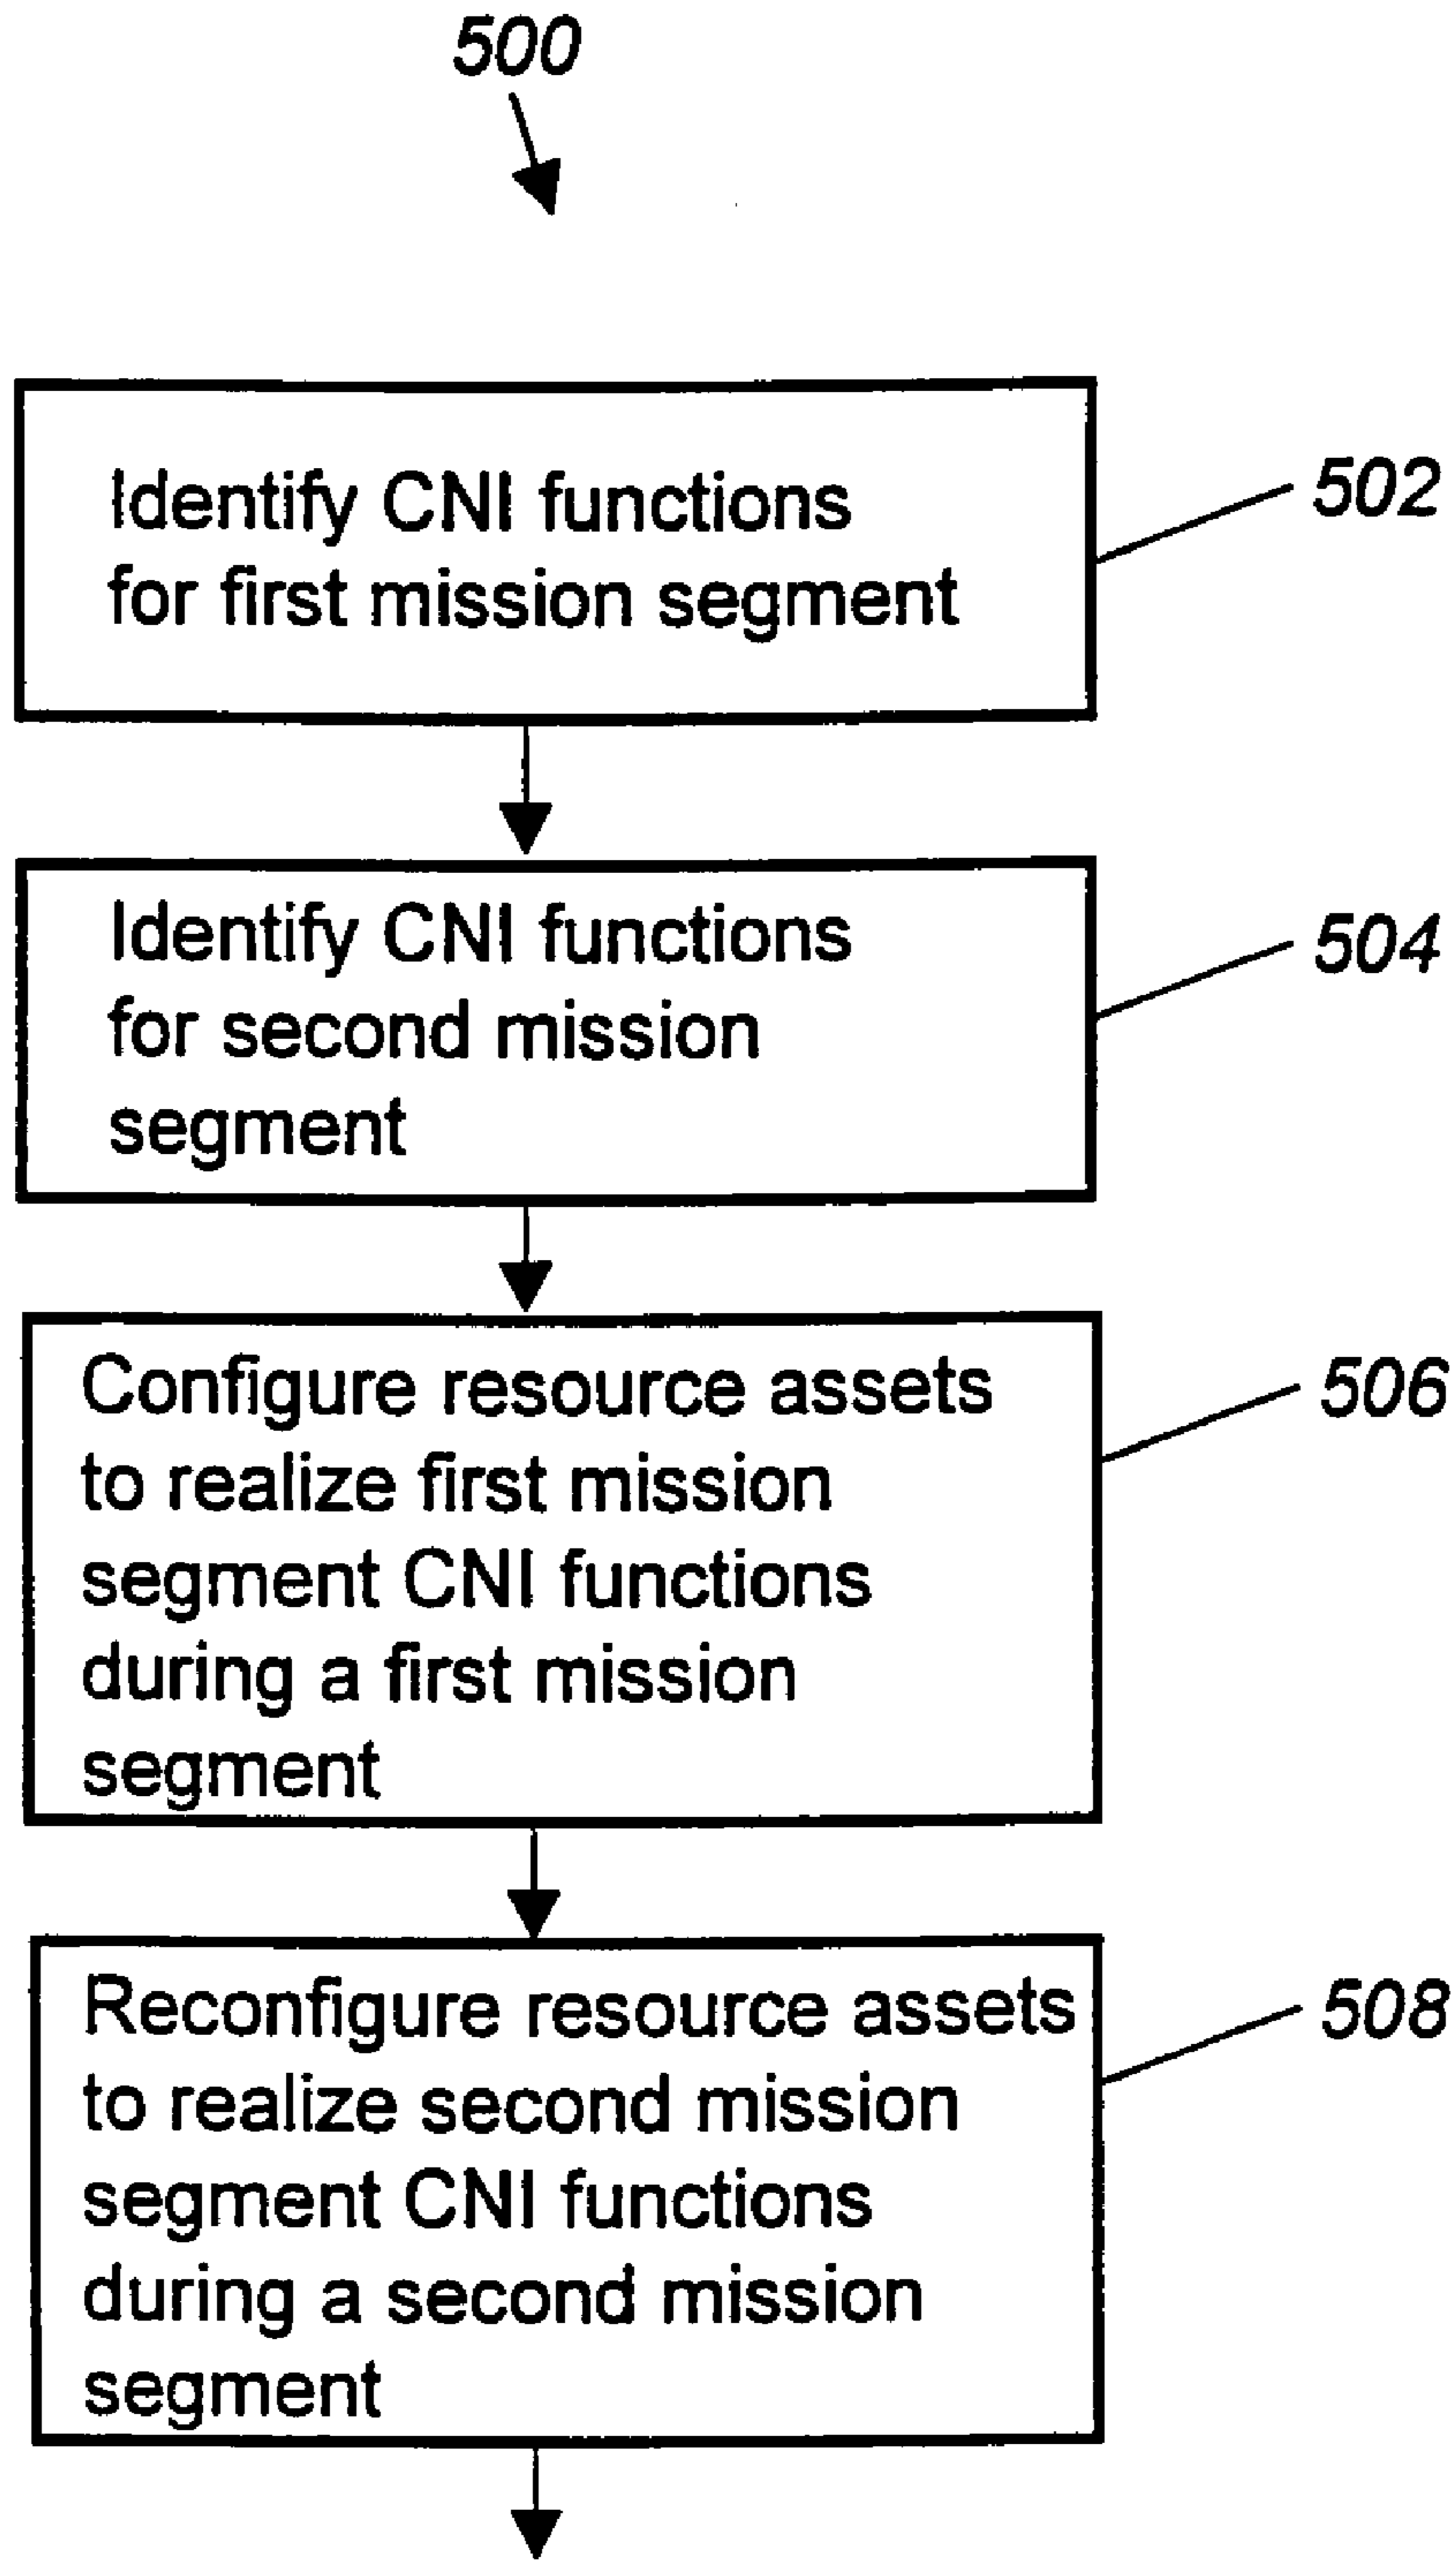 500
Identify CNI functions
for first mission segment
502
Identify CNI functions
for second mission
segment
504
Configure resource assets
to realize first mission
segment CNI functions
during a first mission
segment
506
Reconfigure resource assets
to realize second mission
segment CNI functions
during a second mission
segment
508